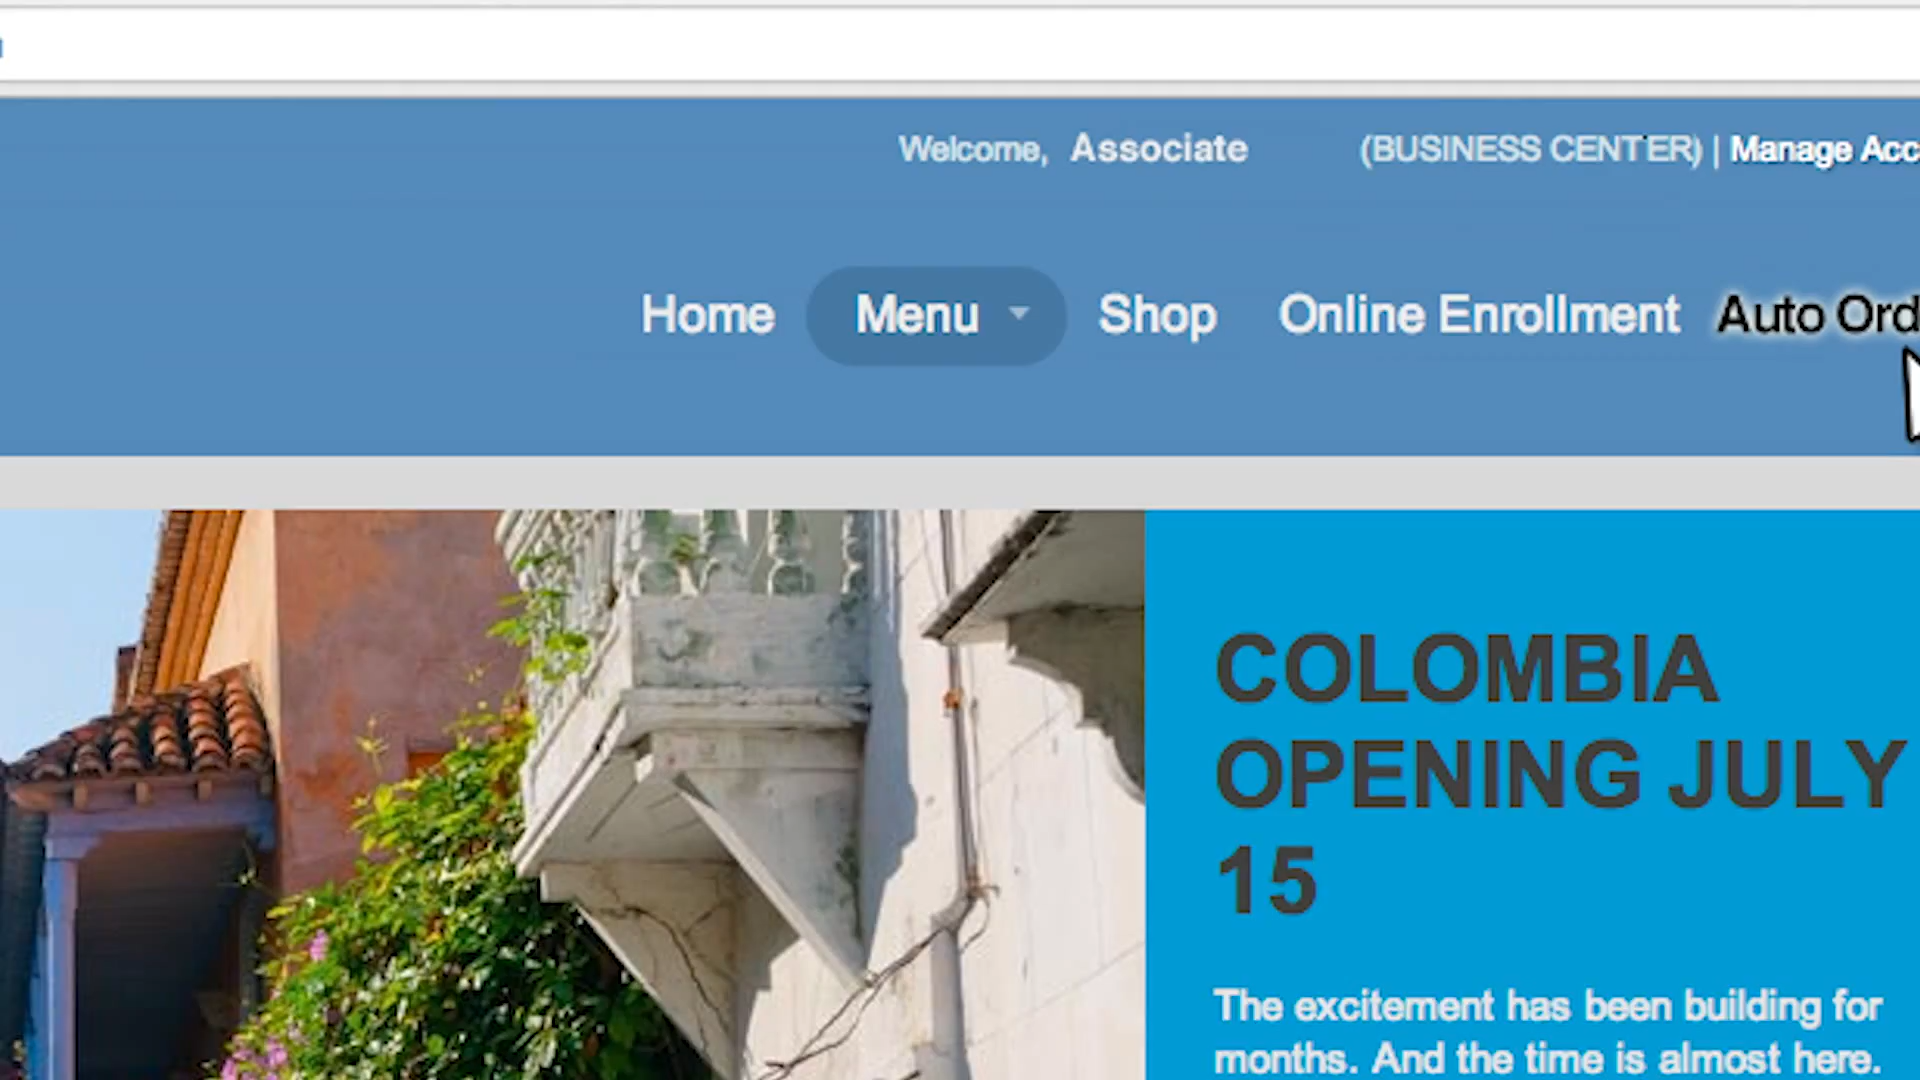 Welcome, Associate (BUSINESS CENTER) | Manage Acc
Home Menu Shop Online Enrollment Auto Ord
COLOMBIA
OPENING JULY
15
The excitement has been building for
months. And the time is almost here.